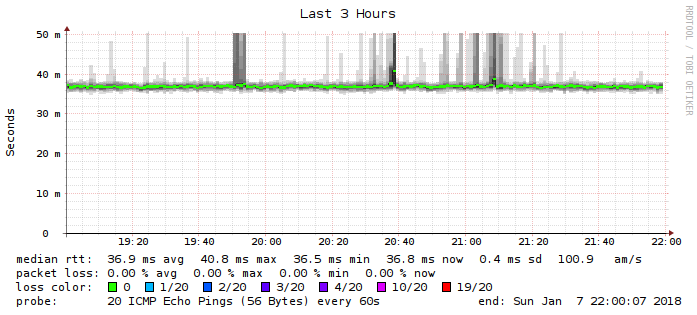 Last 3 Hours
RRDTOOL / TOBI OETIKER
Seconds
50 m
40 m
30 m
20 m
10 m
0
19:20 19:40 20:00 20:20 20:40 21:00 21:20 21:40 22:00
median rtt: 36.9 ms avg 40.8 ms max 36.5 ms min 36.8 ms now 0.4 ms sd 100.9 am/s
packet loss: 0.00 % avg 0.00 % max 0.00 % min 0.00 % now
loss color: 0 1/20 2/20 3/20 4/20 10/20 19/20
probe: 20 ICMP Echo Pings (56 Bytes) every 60s end: Sun Jan 7 22:00:07 2018